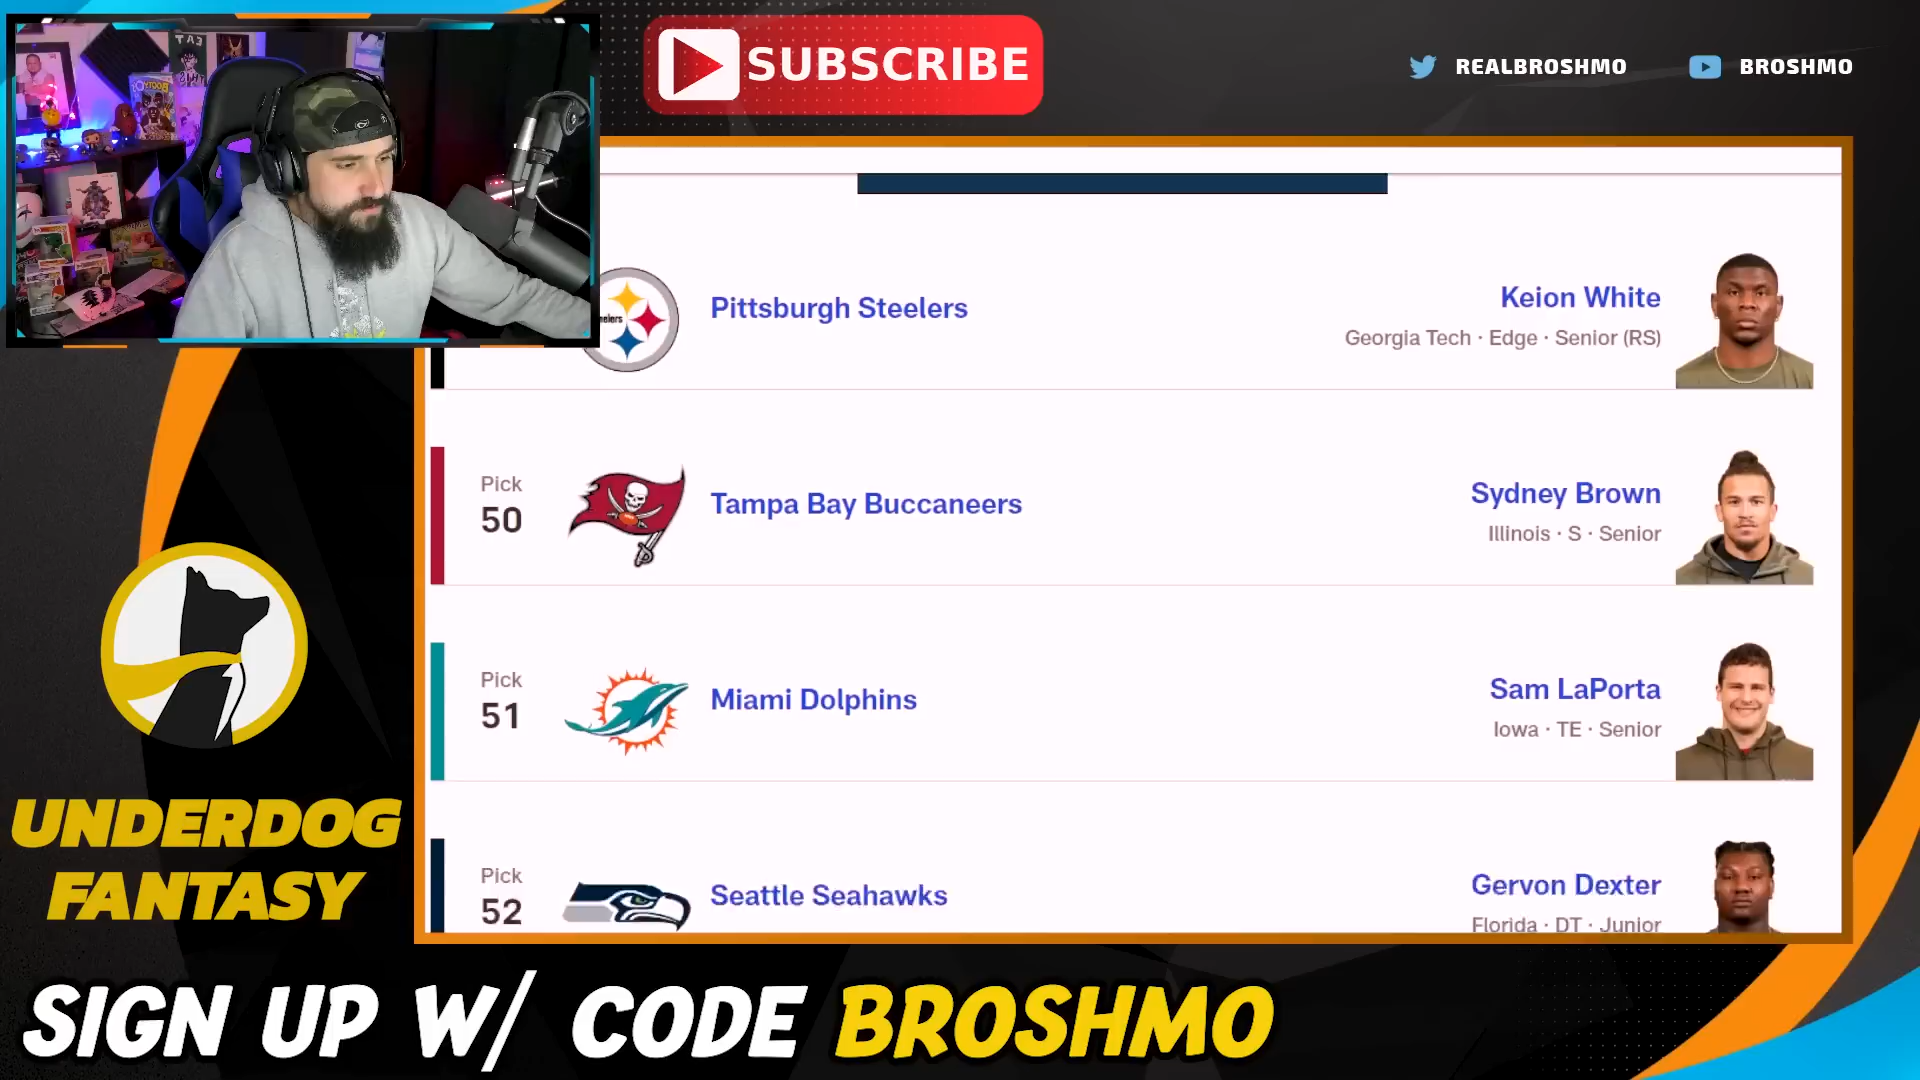 SUBSCRIBE
REALBROSHMO
BROSHMO
Pittsburgh Steelers
Keion White
Georgia Tech · Edge · Senior (RS)
Pick
50
Tampa Bay Buccaneers
Sydney Brown
Illinois · S · Senior
Pick
51
Miami Dolphins
Sam LaPorta
Iowa · TE · Senior
Pick
52
Seattle Seahawks
Gervon Dexter
Florida · DT · Junior
UNDERDOG
FANTASY
SIGN UP W/ CODE BROSHMO